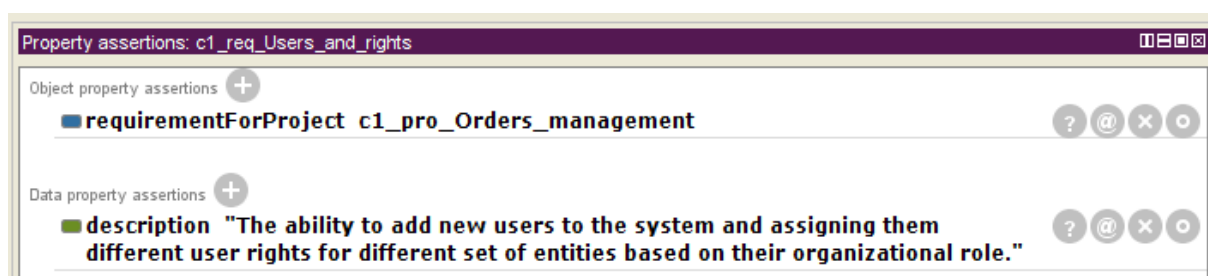 Property assertions: c1_req_Users_and_rights
Object property assertions
requirementForProject c1_pro_Orders_management
Data property assertions
description "The ability to add new users to the system and assigning them
different user rights for different set of entities based on their organizational role."